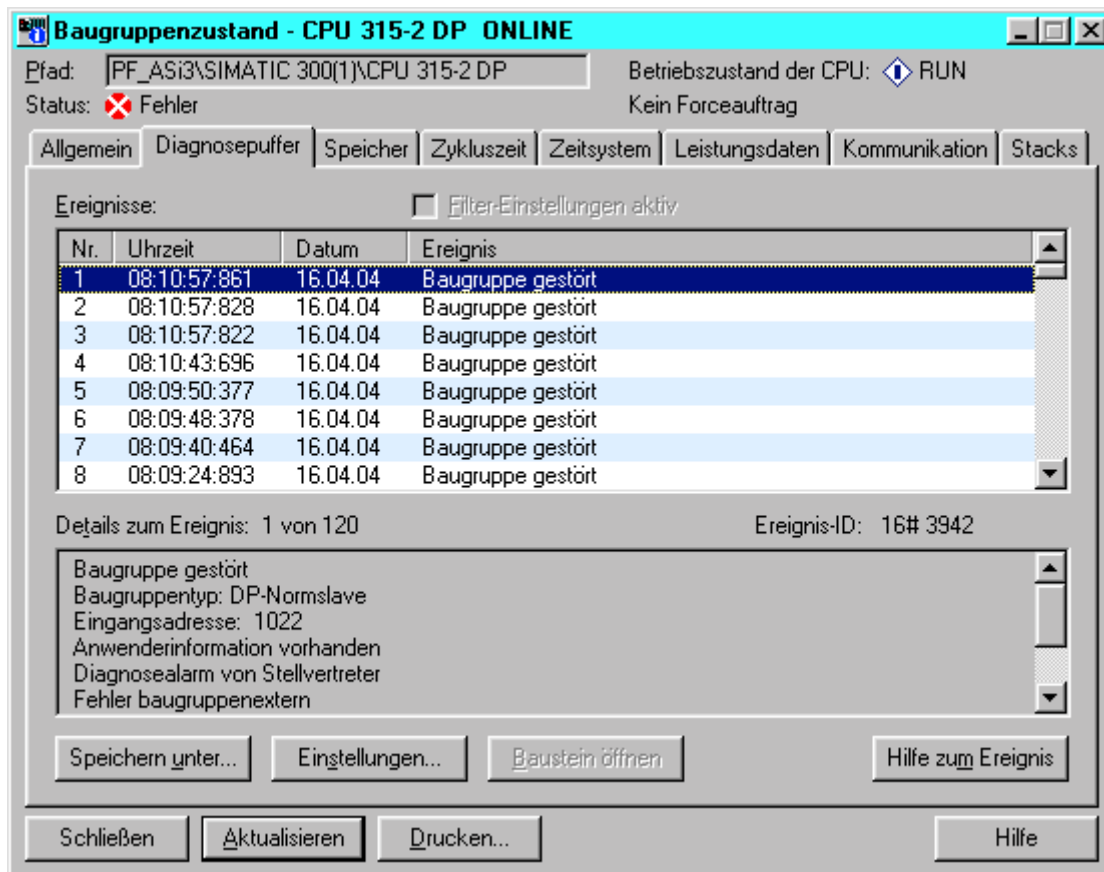 Baugruppenzustand - CPU 315-2 DP ONLINE
Pfad: PF_ASi3\SIMATIC 300(1)\CPU 315-2 DP Betriebszustand der CPU: RUN
Status: Fehler Kein Forceauftrag
Allgemein Diagnosepuffer Speicher Zykluszeit Zeitsystem Leistungsdaten Kommunikation Stacks
Ereignisse: Filter-Einstellungen aktiv
Nr. Uhrzeit Datum Ereignis
1 08:10:57:861 16.04.04 Baugruppe gestört
2 08:10:57:828 16.04.04 Baugruppe gestört
3 08:10:57:822 16.04.04 Baugruppe gestört
4 08:10:43:696 16.04.04 Baugruppe gestört
5 08:09:50:377 16.04.04 Baugruppe gestört
6 08:09:48:378 16.04.04 Baugruppe gestört
7 08:09:40:464 16.04.04 Baugruppe gestört
8 08:09:24:893 16.04.04 Baugruppe gestört
Details zum Ereignis: 1 von 120 Ereignis-ID: 16# 3942
Baugruppe gestört
Baugruppentyp: DP-Normslave
Eingangsadresse: 1022
Anwenderinformation vorhanden
Diagnosealarm von Stellvertreter
Fehler baugruppenextern
Speichern unter... Einstellungen... Baustein öffnen Hilfe zum Ereignis
Schließen Aktualisieren Drucken... Hilfe